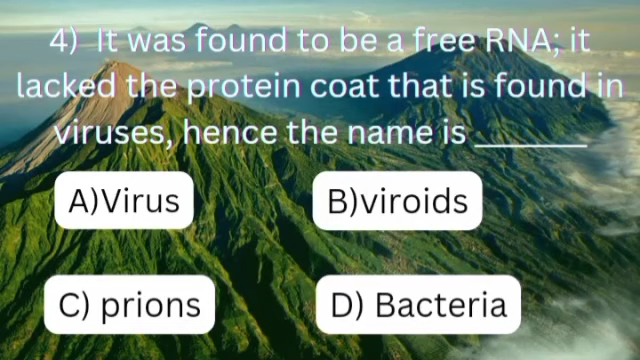 4) It was found to be a free RNA; it
lacked the protein coat that is found in
viruses, hence the name is _______
A)Virus
B)viroids
C) prions
D) Bacteria